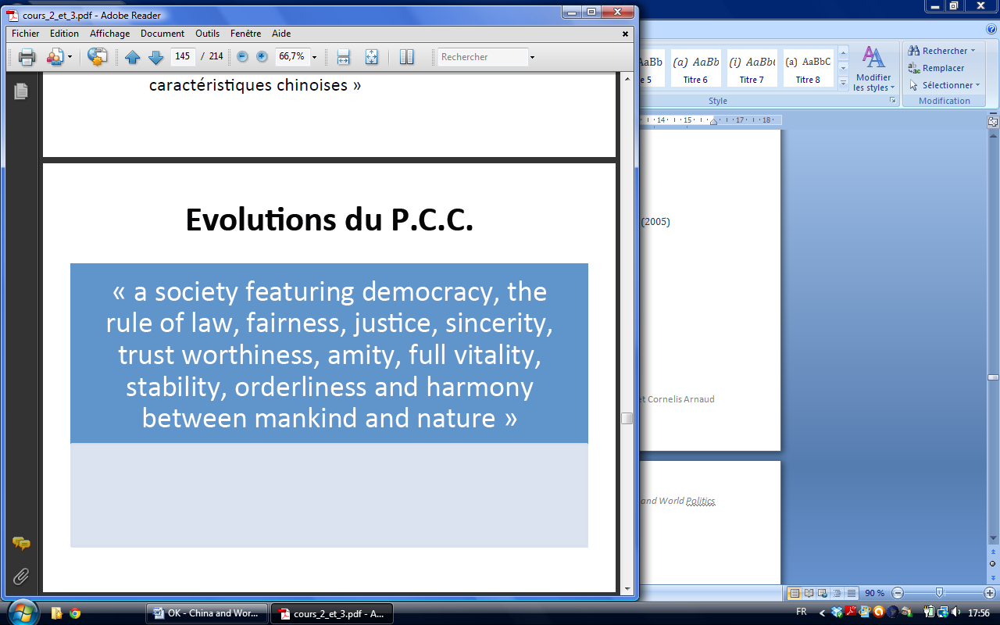 cours_2_et_3.pdf - Adobe Reader
Fichier Edition Affichage Document Outils Fenêtre Aide
145 / 214 66,7% Rechercher
caractéristiques chinoises »
Evolutions du P.C.C.
« a society featuring democracy, the
rule of law, fairness, justice, sincerity,
trust worthiness, amity, full vitality,
stability, orderliness and harmony
between mankind and nature »
AaBb (a) AaBb (i) AaBb (a) AaBbC
e 5 Titre 6 Titre 7 Titre 8
Modifier
les styles
Rechercher
Remplacer
Sélectionner
Style Modification
14 15 17 18
(2005)
et Cornelis Arnaud
and World Politics
90 %
OK - China and Wor... cours_2_et_3.pdf - A... FR 17:56